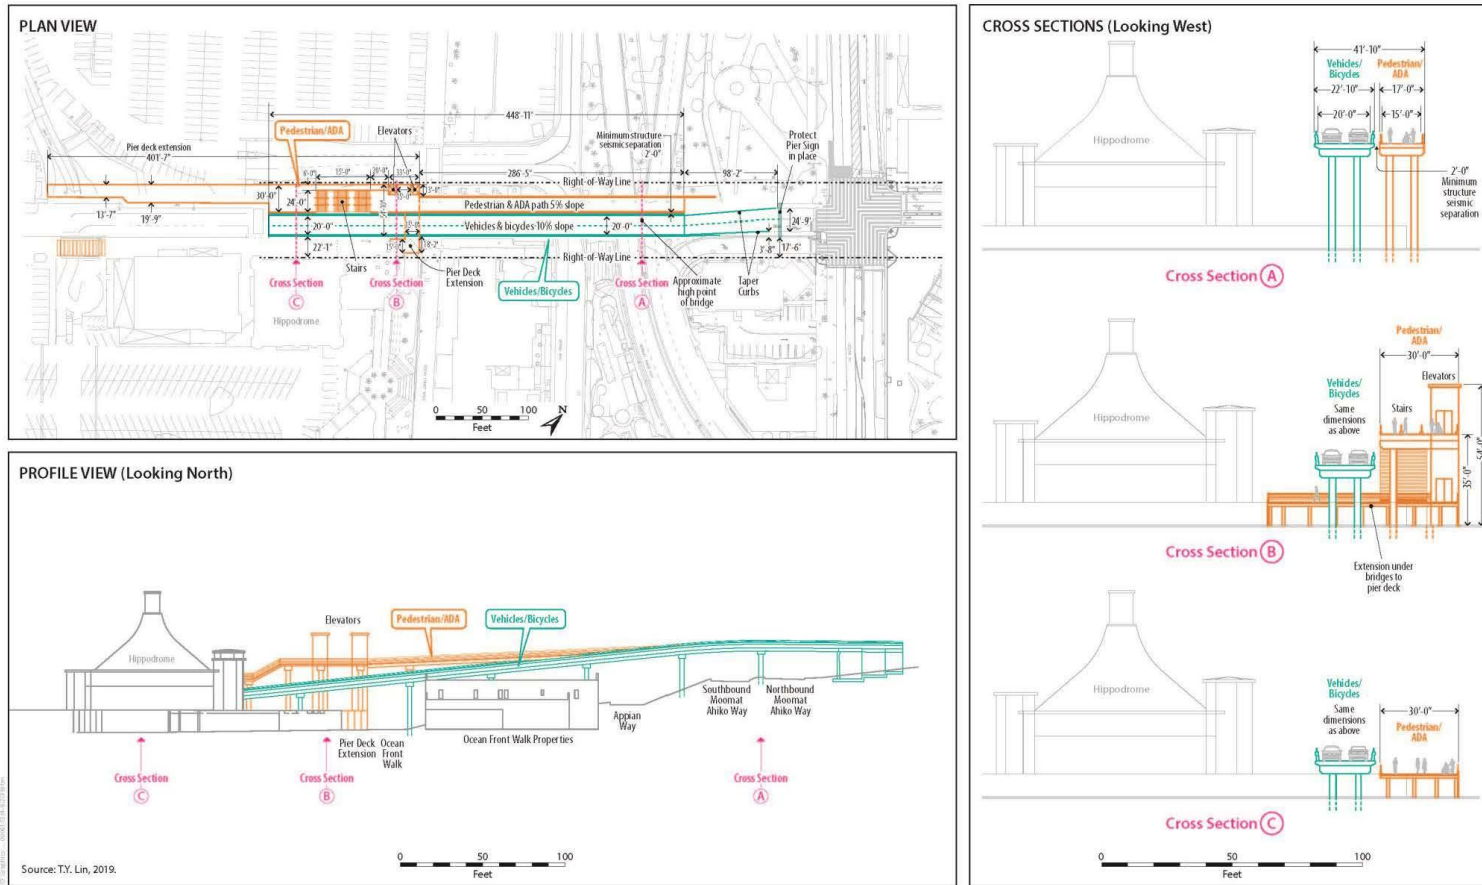 PLAN VIEW
448'-11'
Pedestrian/ADA
Elevators
Minimum structure
seismic separation
2'-0"
Protect
Pier Sign
in place
Pier deck extension
401'-7"
286'-5"
98'-2"
Right-of-Way Line
30'-0"
24'-0"
13'-7"
19'-9"
Pedestrian & ADA path 5% slope
20'-0"
Vehicles & bicycles 10% slope
20'-0"
24'-9"
22'-1"
3'-8"
17'-6"
Right-of-Way Line
Stairs
Pier Deck
Extension
Approximate
high point
of bridge
Taper
Curbs
Cross Section
C
Cross Section
B
Cross Section
A
Vehicles/Bicycles
Hippodrome
0 50 100
Feet
N
PROFILE VIEW (Looking North)
Elevators
Pedestrian/ADA
Vehicles/Bicycles
Hippodrome
Southbound
Moomat
Ahiko Way
Northbound
Moomat
Ahiko Way
Appian
Way
Ocean Front Walk Properties
Pier Deck
Extension
Ocean
Front
Walk
Cross Section
C
Cross Section
B
Cross Section
A
Source: T.Y. Lin, 2019.
0 50 100
Feet
CROSS SECTIONS (Looking West)
41'-10"
Vehicles/
Bicycles
Pedestrian/
ADA
22'-10"
17'-0"
20'-0"
15'-0"
Hippodrome
2'-0"
Minimum
structure
seismic
separation
Cross Section A
Pedestrian/
ADA
30'-0"
Elevators
Vehicles/
Bicycles
Same
dimensions
as above
Stairs
Hippodrome
35'-0"
54'-0"
Cross Section B
Extension under
bridges to
pier deck
Vehicles/
Bicycles
Same
dimensions
as above
30'-0"
Pedestrian/
ADA
Hippodrome
Cross Section C
0 50 100
Feet